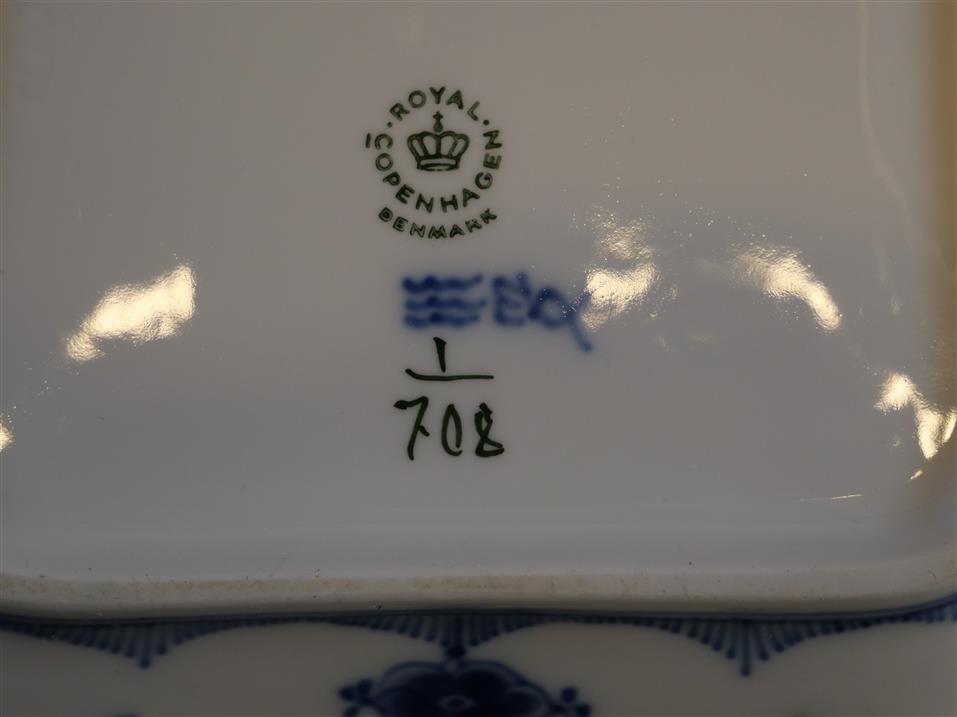 ROYAL
COPENHAGEN
DENMARK
1
708